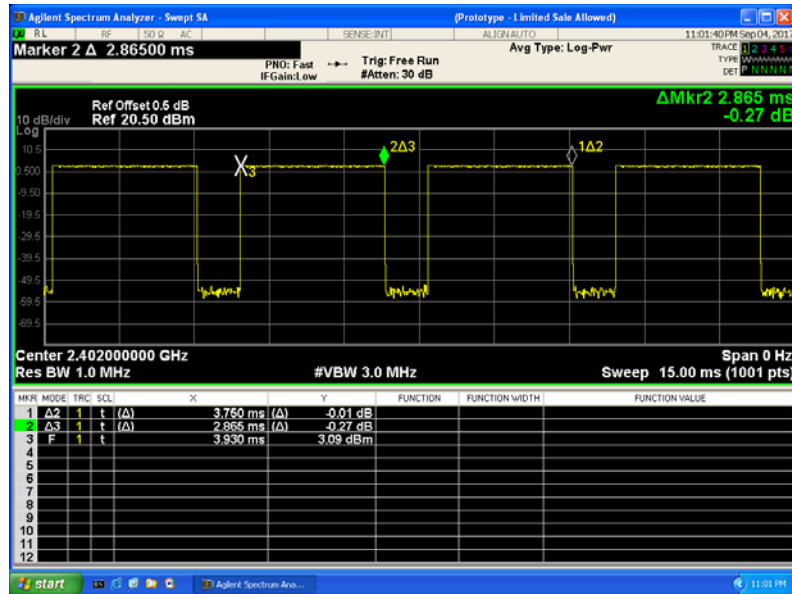 Agilent Spectrum Analyzer - Swept SA (Prototype - Limited Sale Allowed)
RL RF 50 Ω AC SENSE:INT ALIGN AUTO 11:01:40 PM Sep 04, 2017
Marker 2 Δ 2.86500 ms Avg Type: Log-Pwr TRACE 1 2 3 4 5 6
PNO: Fast Trig: Free Run TYPE
IFGain:Low #Atten: 30 dB DET P N N N N
ΔMkr2 2.865 ms
Ref Offset 0.5 dB -0.27 dB
10 dB/div Ref 20.50 dBm
Log
10.5
2Δ3
1Δ2
3
0.500
-9.50
-19.5
-29.5
-39.5
-49.5
-59.5
-69.5
Center 2.402000000 GHz Span 0 Hz
Res BW 1.0 MHz #VBW 3.0 MHz Sweep 15.00 ms (1001 pts)
MKR MODE TRC SCL X Y FUNCTION FUNCTION WIDTH FUNCTION VALUE
1 Δ2 1 t (Δ) 3.750 ms (Δ) -0.01 dB
2 Δ3 1 t (Δ) 2.865 ms (Δ) -0.27 dB
3 F 1 t 3.930 ms 3.09 dBm
4
5
6
7
8
9
10
11
12
start Agilent Spectrum Ana... 11:01 PM